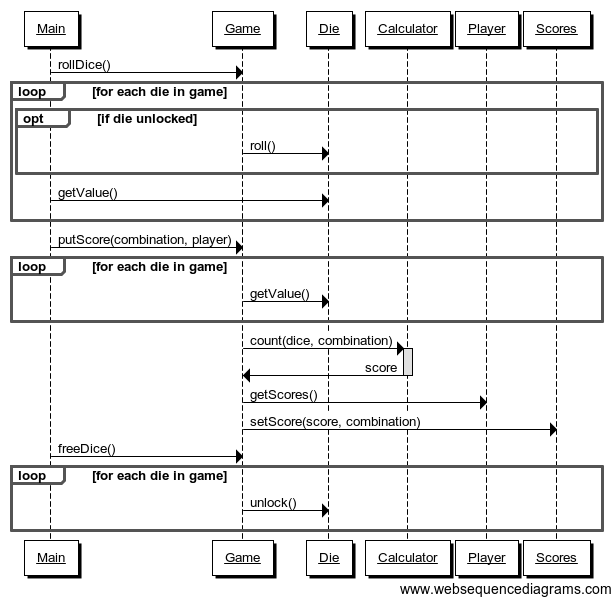 Main Game Die Calculator Player Scores
rollDice()
loop [for each die in game]
opt [if die unlocked]
roll()
getValue()
putScore(combination, player)
loop [for each die in game]
getValue()
count(dice, combination)
score
getScores()
setScore(score, combination)
freeDice()
loop [for each die in game]
unlock()
Main Game Die Calculator Player Scores
www.websequencediagrams.com